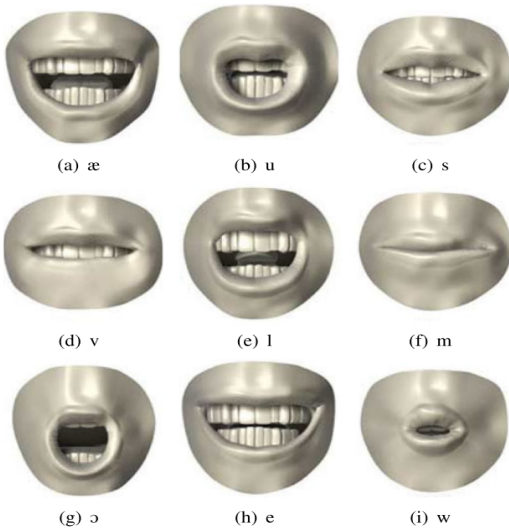 (a) æ
(b) u
(c) s
(d) v
(e) l
(f) m
(g) ɔ
(h) e
(i) w